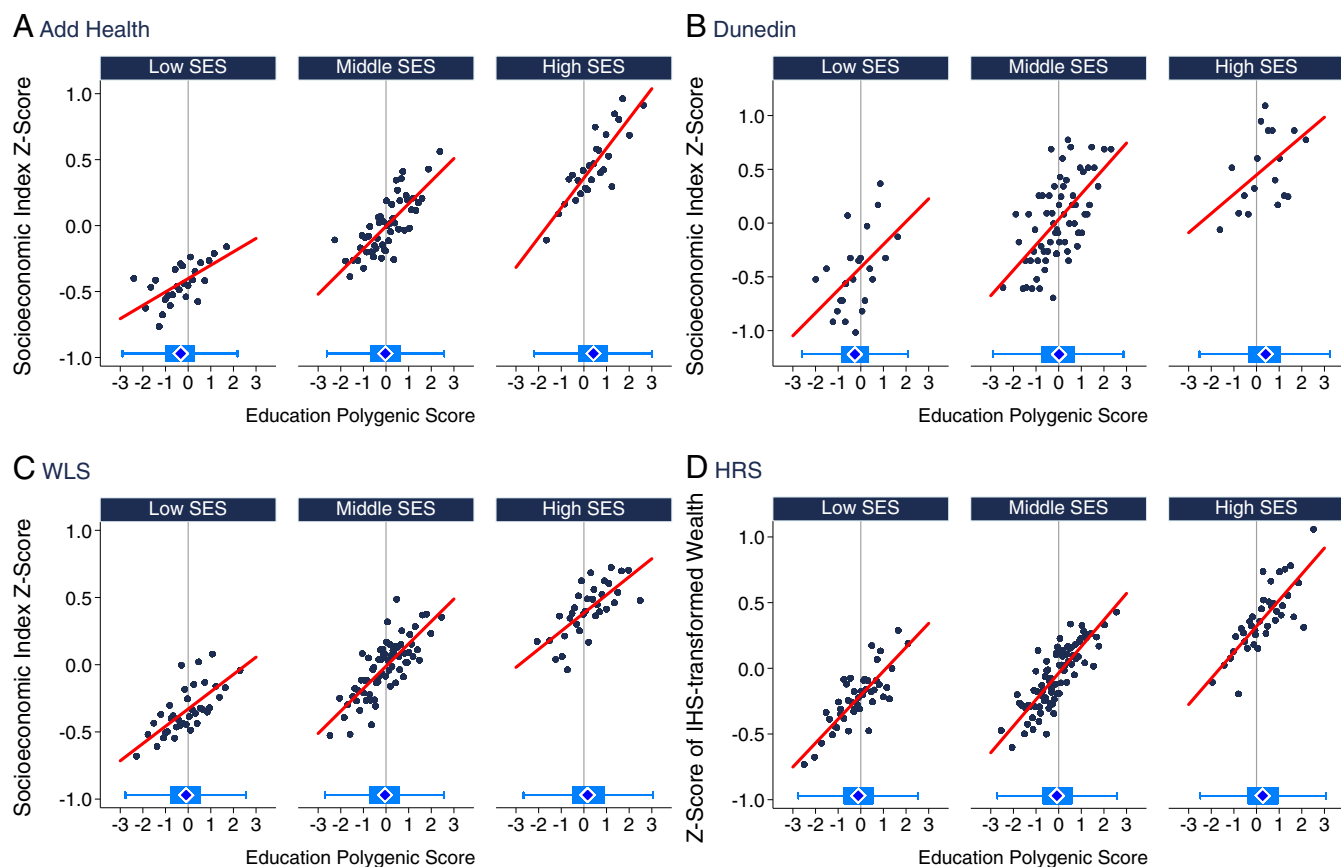 A Add Health
Low SES Middle SES High SES
Socioeconomic Index Z-Score
1.0
0.5
0.0
-0.5
-1.0
-3 -2 -1 0 1 2 3 -3 -2 -1 0 1 2 3 -3 -2 -1 0 1 2 3
Education Polygenic Score
B Dunedin
Low SES Middle SES High SES
Socioeconomic Index Z-Score
1.0
0.5
0.0
-0.5
-1.0
-3 -2 -1 0 1 2 3 -3 -2 -1 0 1 2 3 -3 -2 -1 0 1 2 3
Education Polygenic Score
C WLS
Low SES Middle SES High SES
Socioeconomic Index Z-Score
1.0
0.5
0.0
-0.5
-1.0
-3 -2 -1 0 1 2 3 -3 -2 -1 0 1 2 3 -3 -2 -1 0 1 2 3
Education Polygenic Score
D HRS
Low SES Middle SES High SES
Z-Score of IHS-transformed Wealth
1.0
0.5
0.0
-0.5
-1.0
-3 -2 -1 0 1 2 3 -3 -2 -1 0 1 2 3 -3 -2 -1 0 1 2 3
Education Polygenic Score